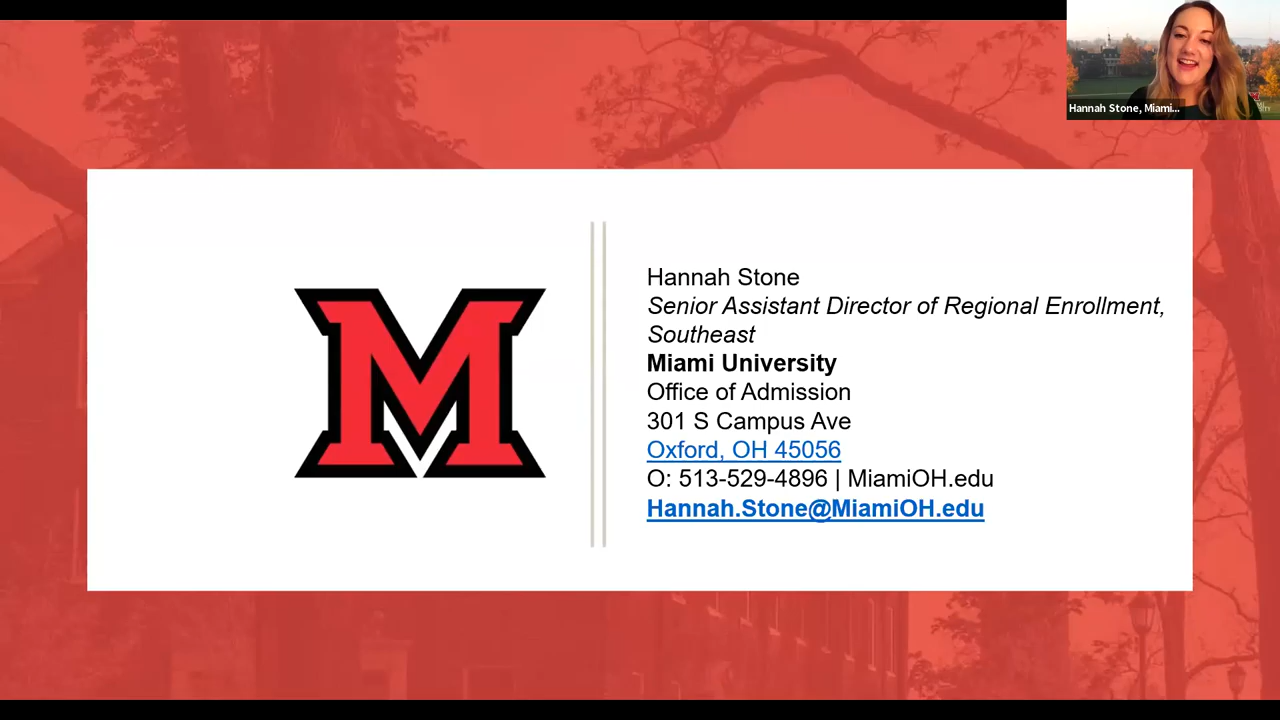 Hannah Stone, Miami...
Hannah Stone
Senior Assistant Director of Regional Enrollment,
Southeast
Miami University
Office of Admission
301 S Campus Ave
Oxford, OH 45056
O: 513-529-4896 | MiamiOH.edu
Hannah.Stone@MiamiOH.edu
M